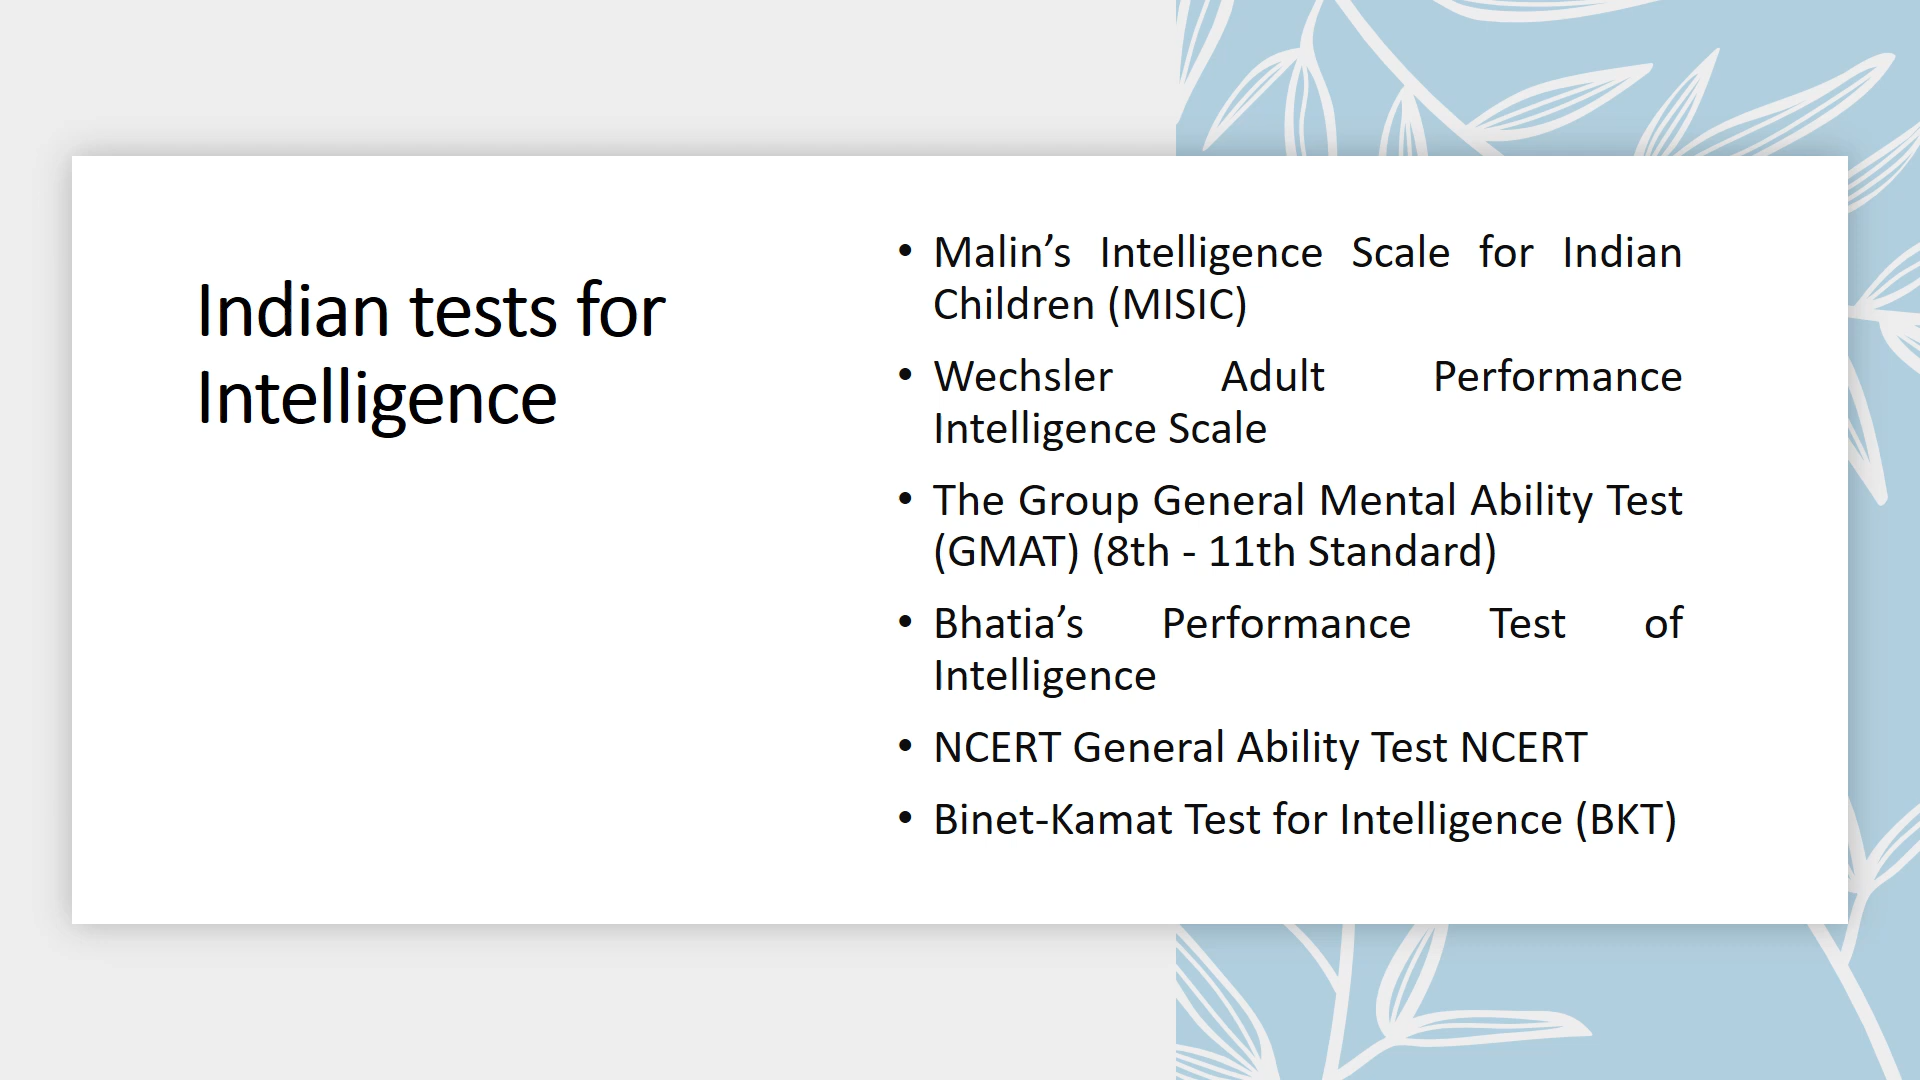 Indian tests for
Intelligence
• Malin’s Intelligence Scale for Indian
Children (MISIC)
• Wechsler Adult Performance
Intelligence Scale
• The Group General Mental Ability Test
(GMAT) (8th - 11th Standard)
• Bhatia’s Performance Test of
Intelligence
• NCERT General Ability Test NCERT
• Binet-Kamat Test for Intelligence (BKT)